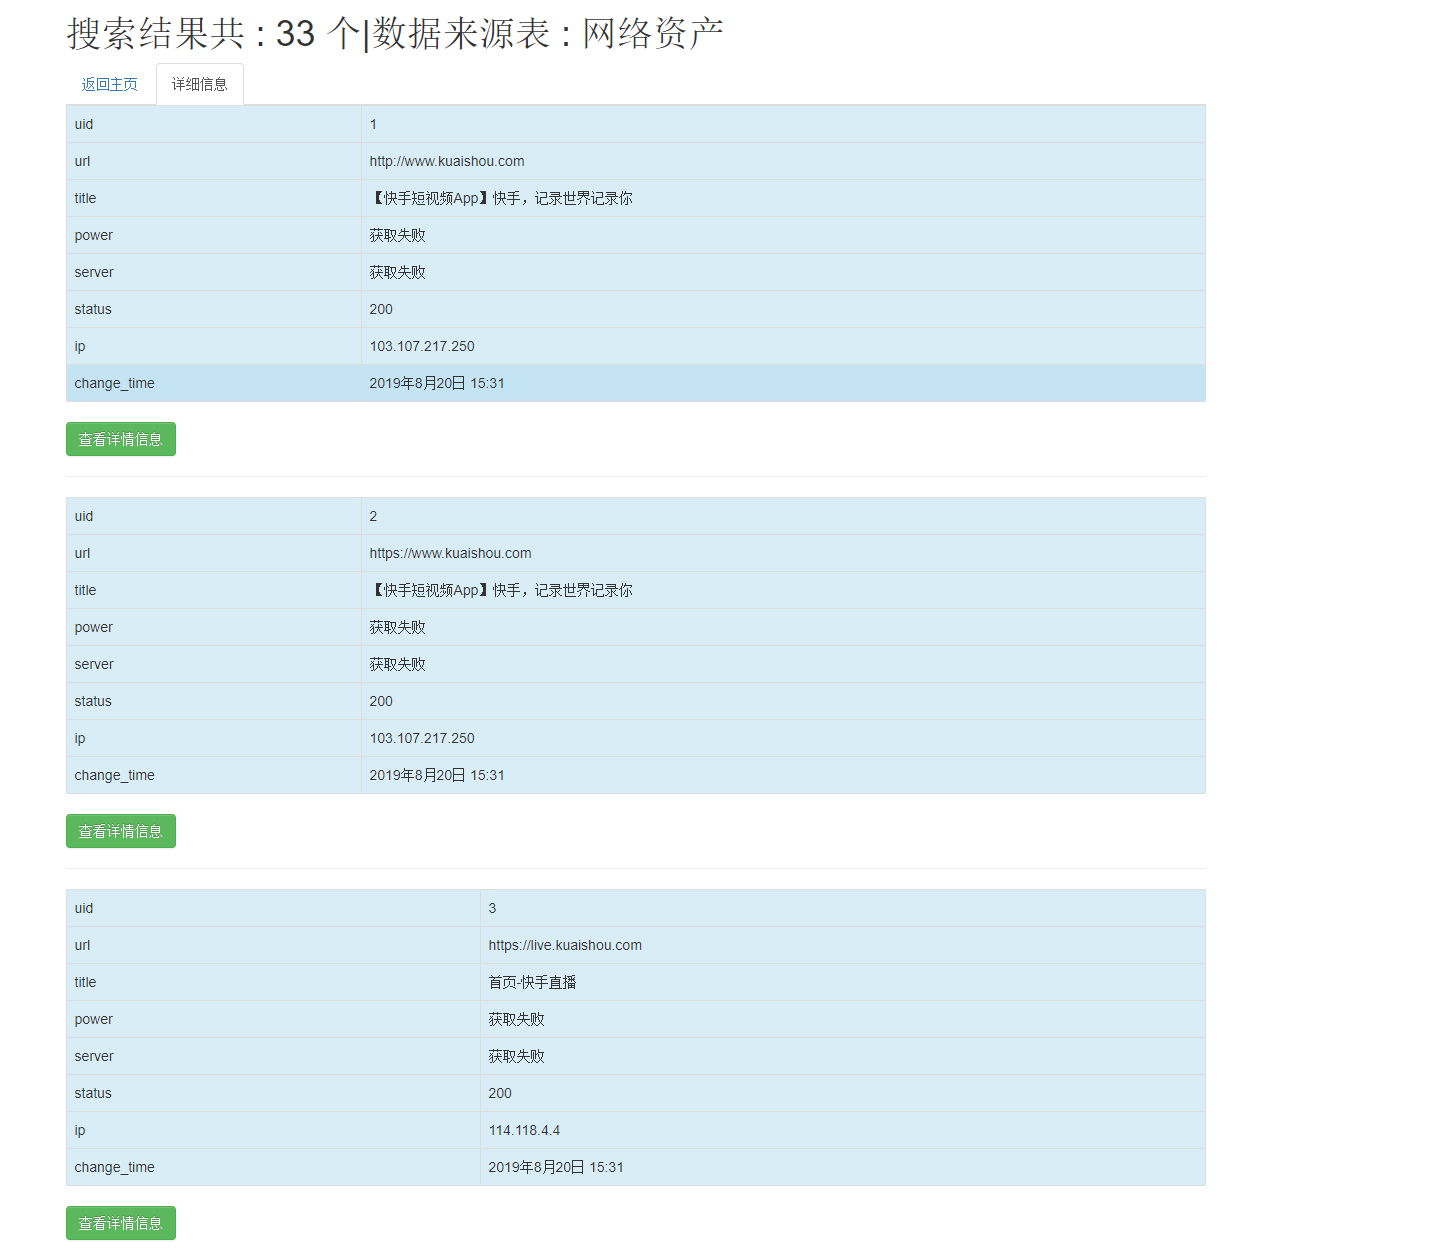 搜索结果共：33 个|数据来源表：网络资产
返回主页 详细信息
uid 1
url http://www.kuaishou.com
title 【快手短视频App】快手，记录世界记录你
power 获取失败
server 获取失败
status 200
ip 103.107.217.250
change_time 2019年8月20日 15:31
查看详情信息
uid 2
url https://www.kuaishou.com
title 【快手短视频App】快手，记录世界记录你
power 获取失败
server 获取失败
status 200
ip 103.107.217.250
change_time 2019年8月20日 15:31
查看详情信息
uid 3
url https://live.kuaishou.com
title 首页-快手直播
power 获取失败
server 获取失败
status 200
ip 114.118.4.4
change_time 2019年8月20日 15:31
查看详情信息